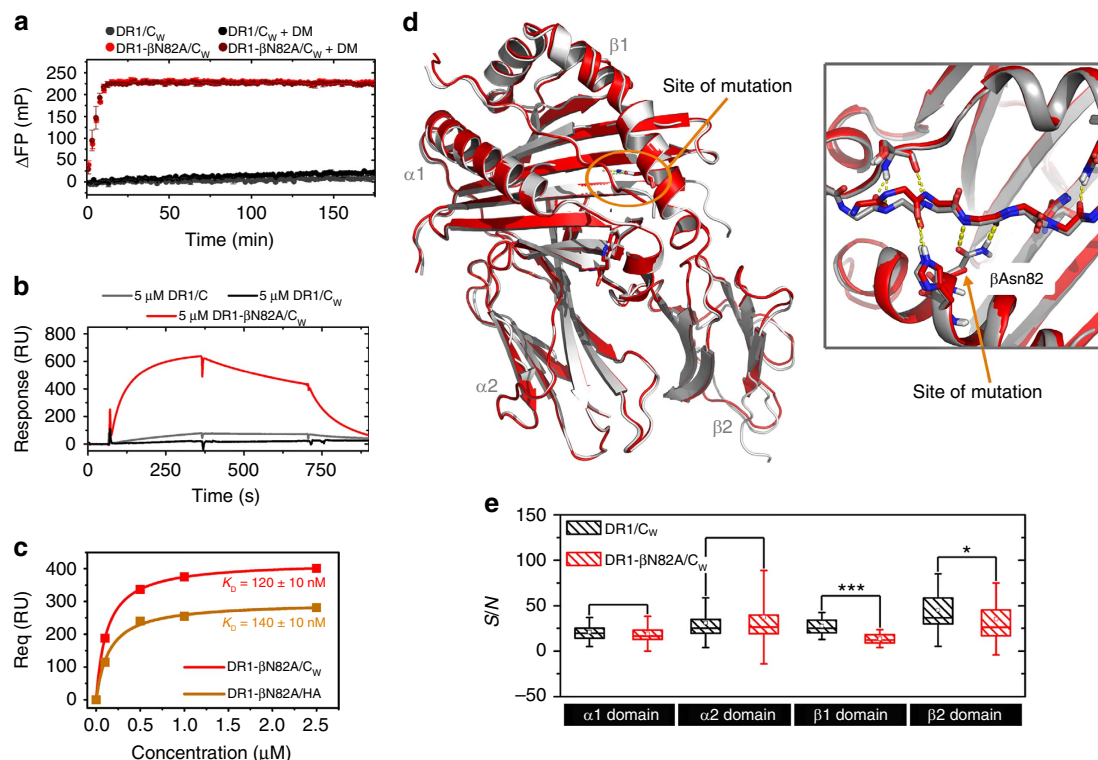 a
DR1/CW DR1/CW + DM
DR1-βN82A/CW DR1-βN82A/CW + DM
ΔFP (mP)
250
200
150
100
50
0
0 50 100 150
Time (min)
b
5 μM DR1/C 5 μM DR1/CW
5 μM DR1-βN82A/CW
Response (RU)
1000
800
600
400
200
0
0 250 500 750
Time (s)
c
Req (RU)
400
300
200
100
0
KD = 120 ± 10 nM
KD = 140 ± 10 nM
DR1-βN82A/CW
DR1-βN82A/HA
0.0 0.5 1.0 1.5 2.0 2.5
Concentration (μM)
d
β1
Site of mutation
α1
α2
β2
βAsn82
Site of mutation
e
S/N
150
100
50
0
−50
DR1/CW
DR1-βN82A/CW
***
*
α1 domain α2 domain β1 domain β2 domain